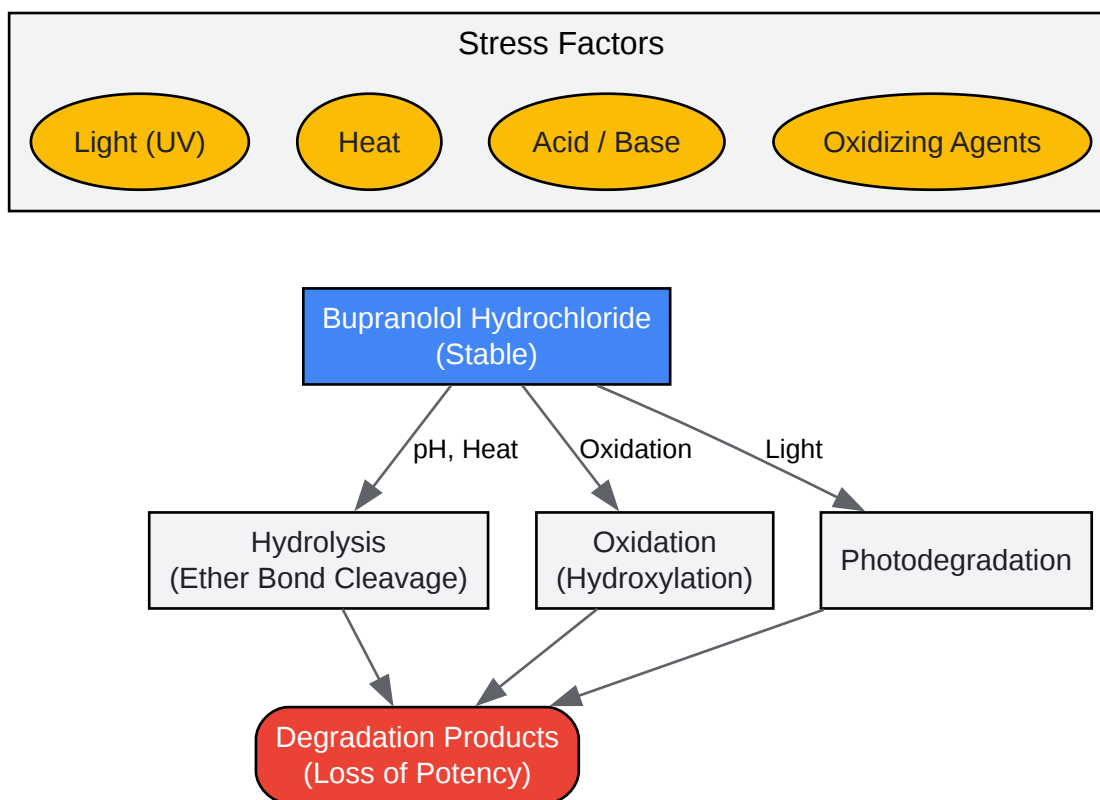 Stress Factors
Light (UV)
Heat
Acid / Base
Oxidizing Agents
Bupranolol Hydrochloride
(Stable)
pH, Heat
Oxidation
Light
Hydrolysis
(Ether Bond Cleavage)
Oxidation
(Hydroxylation)
Photodegradation
Degradation Products
(Loss of Potency)